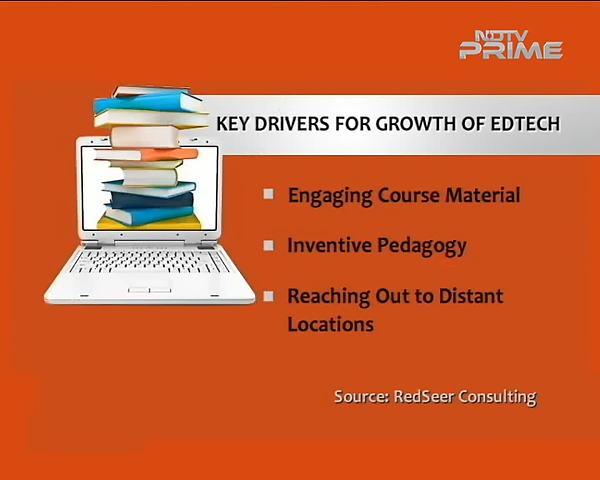 NDTV
PRIME
KEY DRIVERS FOR GROWTH OF EDTECH
Engaging Course Material
Inventive Pedagogy
Reaching Out to Distant
Locations
Source: RedSeer Consulting